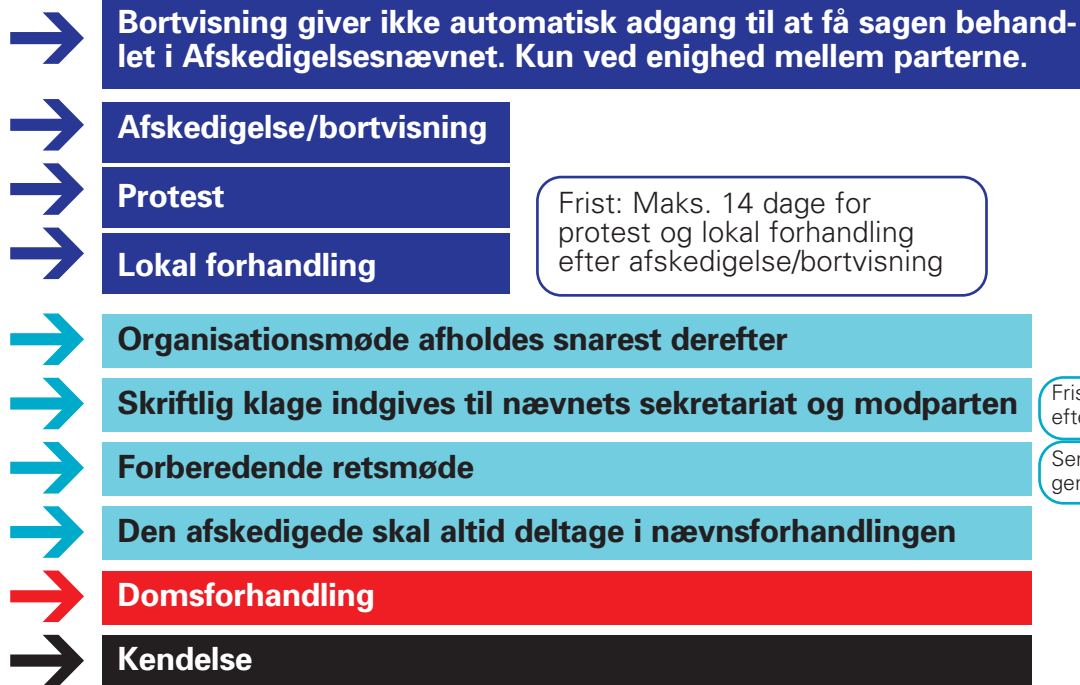 Bortvisning giver ikke automatisk adgang til at få sagen behand-
let i Afskedigelsesnævnet. Kun ved enighed mellem parterne.
Afskedigelse/bortvisning
Protest
Lokal forhandling
Frist: Maks. 14 dage for
protest og lokal forhandling
efter afskedigelse/bortvisning
Organisationsmøde afholdes snarest derefter
Skriftlig klage indgives til nævnets sekretariat og modparten
Forberedende retsmøde
Den afskedigede skal altid deltage i nævnsforhandlingen
Domsforhandling
Kendelse